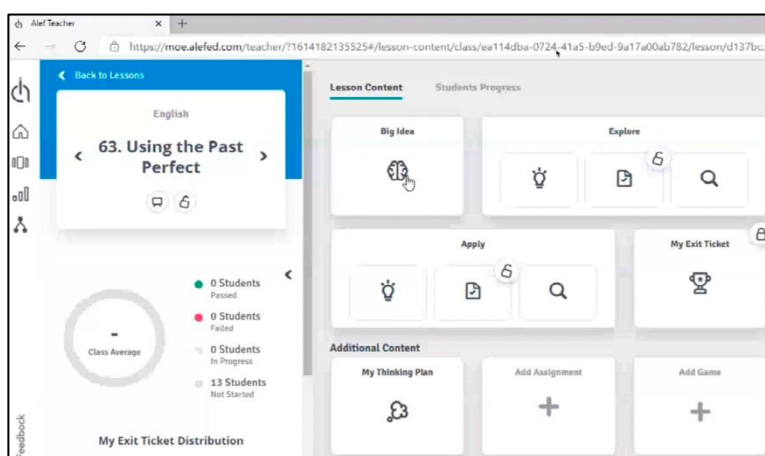 Alef Teacher
https://moe.alefed.com/teacher/?1614182135525#/lesson-content/class/ea114dba-0724-41a5-b9ed-9a17a00ab782/lesson/d137bc.
Back to Lessons
English
63. Using the Past
Perfect
0 Students
Passed
0 Students
Failed
0 Students
In Progress
13 Students
Not Started
-
Class Average
My Exit Ticket Distribution
Feedback
Lesson Content
Students Progress
Big Idea
Explore
Apply
My Exit Ticket
Additional Content
My Thinking Plan
Add Assignment
Add Game